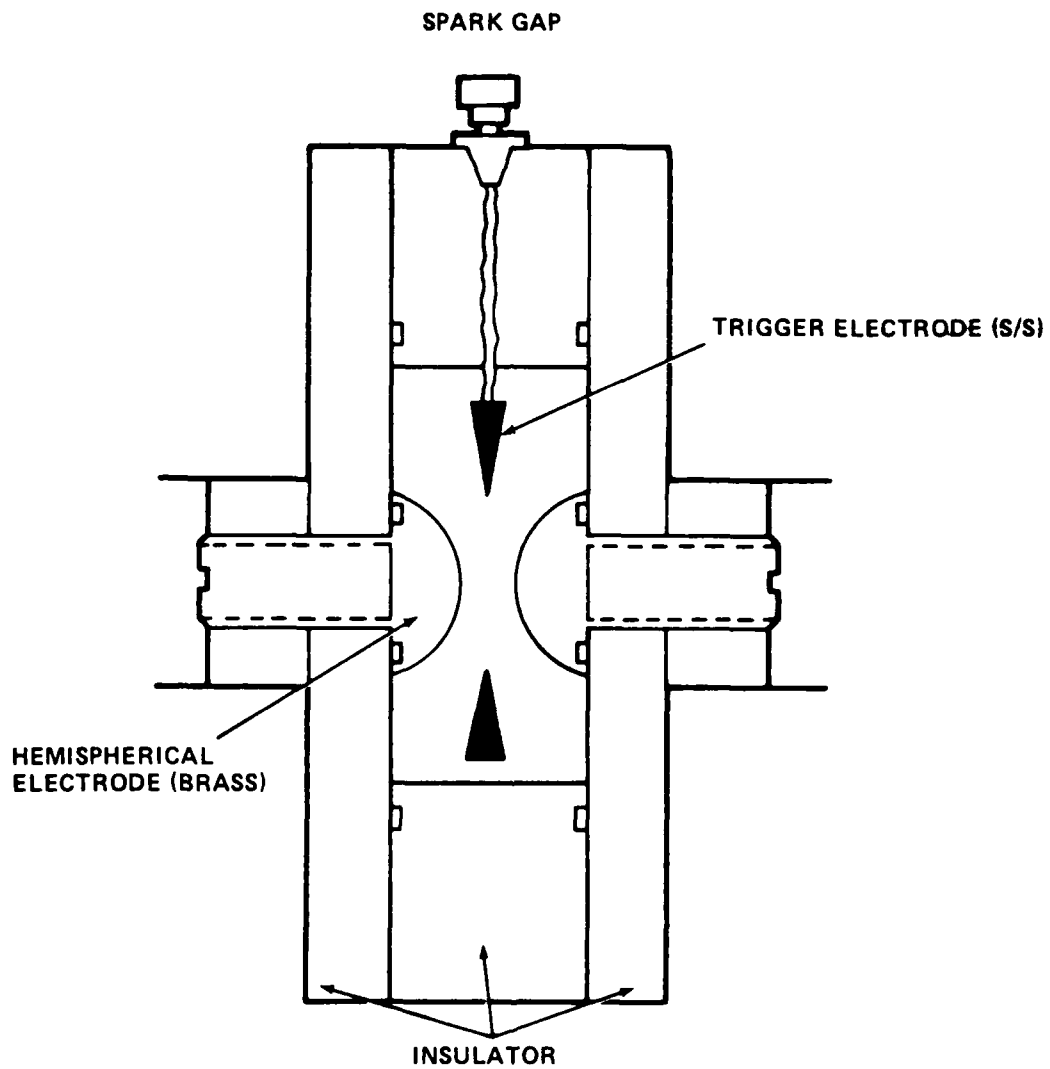 SPARK GAP
TRIGGER ELECTRODE (S/S)
HEMISPHERICAL
ELECTRODE (BRASS)
INSULATOR